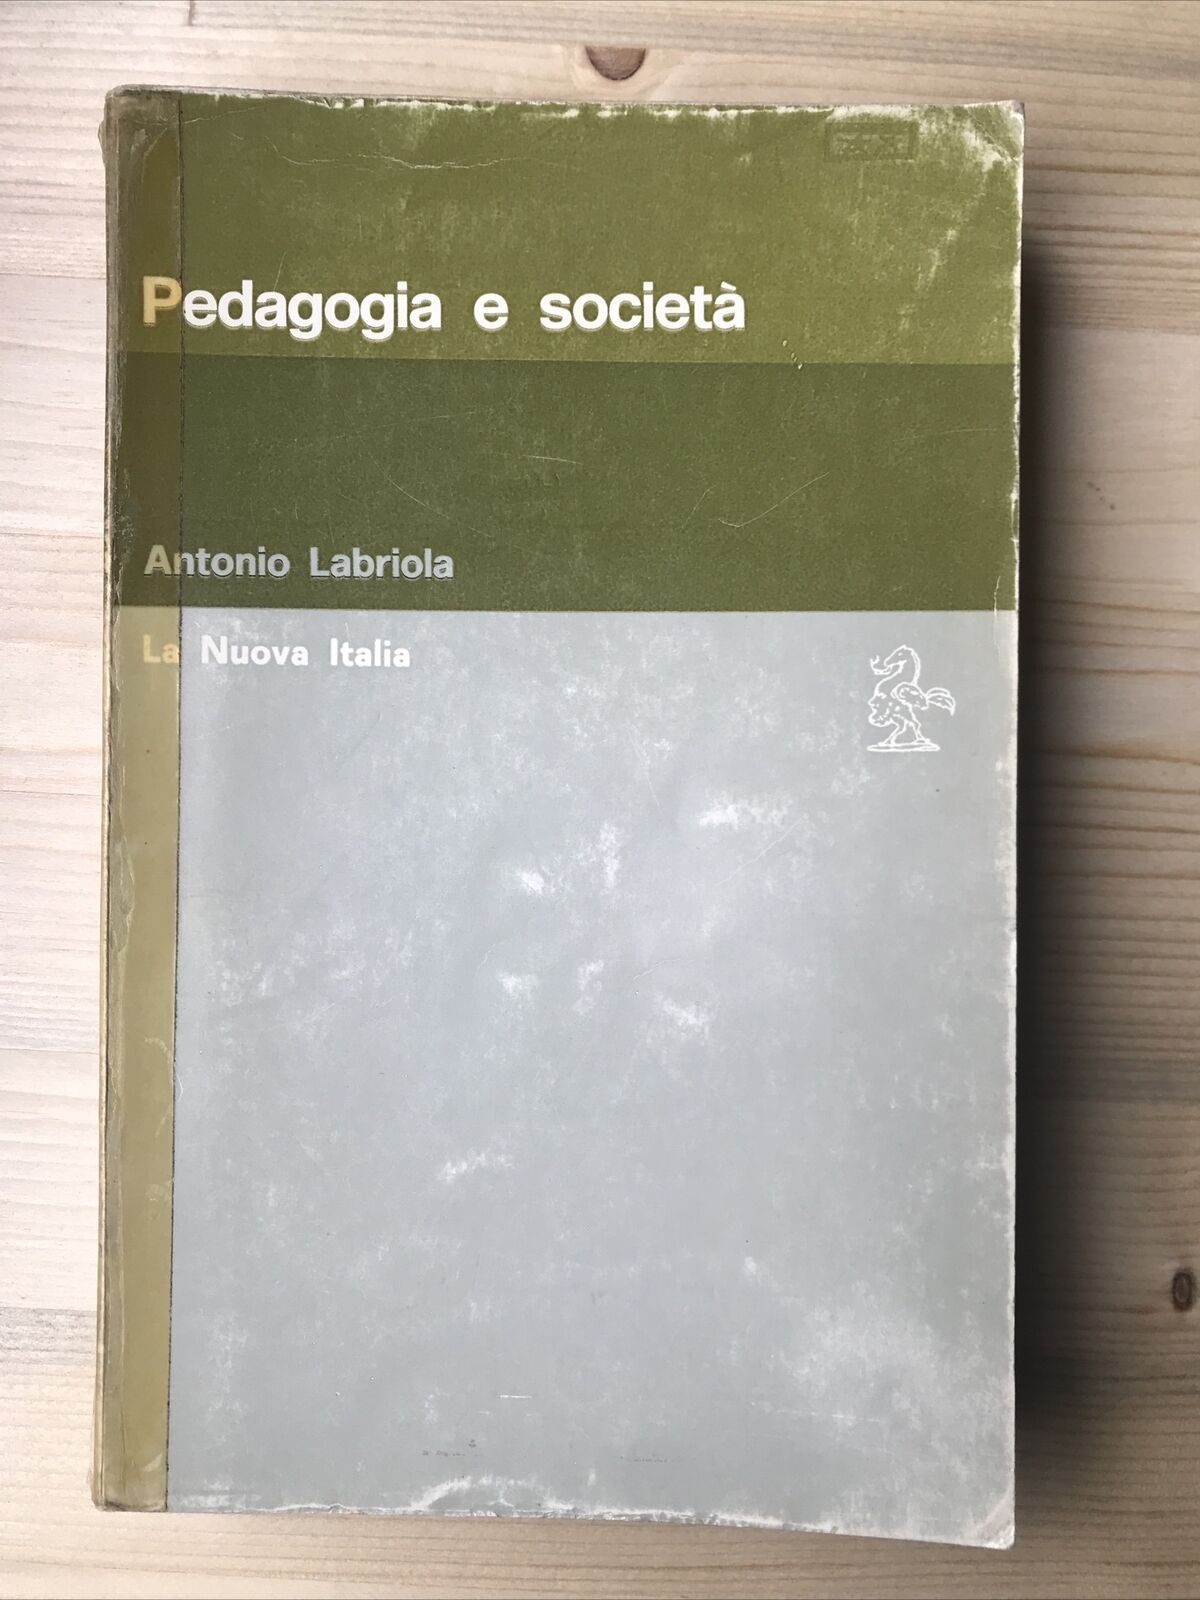 Pedagogia e società
Antonio Labriola
La Nuova Italia